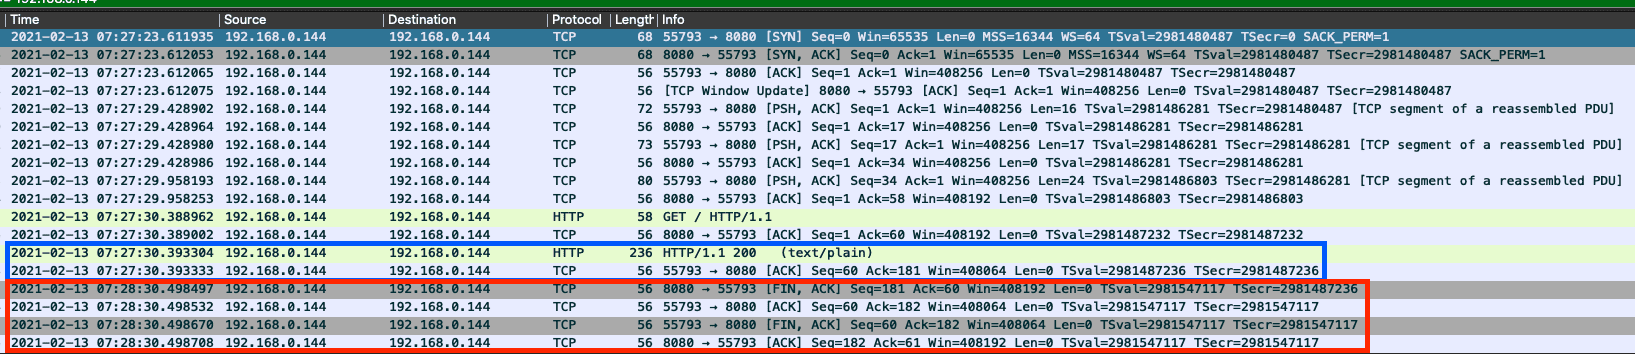 == 192.168.0.144
Time Source Destination Protocol Length Info
2021-02-13 07:27:23.611935 192.168.0.144 192.168.0.144 TCP 68 55793 → 8080 [SYN] Seq=0 Win=65535 Len=0 MSS=16344 WS=64 TSval=2981480487 TSecr=0 SACK_PERM=1
2021-02-13 07:27:23.612053 192.168.0.144 192.168.0.144 TCP 68 8080 → 55793 [SYN, ACK] Seq=0 Ack=1 Win=65535 Len=0 MSS=16344 WS=64 TSval=2981480487 TSecr=2981480487 SACK_PERM=1
2021-02-13 07:27:23.612065 192.168.0.144 192.168.0.144 TCP 56 55793 → 8080 [ACK] Seq=1 Ack=1 Win=408256 Len=0 TSval=2981480487 TSecr=2981480487
2021-02-13 07:27:23.612075 192.168.0.144 192.168.0.144 TCP 56 [TCP Window Update] 8080 → 55793 [ACK] Seq=1 Ack=1 Win=408256 Len=0 TSval=2981480487 TSecr=2981480487
2021-02-13 07:27:29.428902 192.168.0.144 192.168.0.144 TCP 72 55793 → 8080 [PSH, ACK] Seq=1 Ack=1 Win=408256 Len=16 TSval=2981486281 TSecr=2981480487 [TCP segment of a reassembled PDU]
2021-02-13 07:27:29.428964 192.168.0.144 192.168.0.144 TCP 56 8080 → 55793 [ACK] Seq=1 Ack=17 Win=408256 Len=0 TSval=2981486281 TSecr=2981486281
2021-02-13 07:27:29.428980 192.168.0.144 192.168.0.144 TCP 73 55793 → 8080 [PSH, ACK] Seq=17 Ack=1 Win=408256 Len=17 TSval=2981486281 TSecr=2981486281 [TCP segment of a reassembled PDU]
2021-02-13 07:27:29.428986 192.168.0.144 192.168.0.144 TCP 56 8080 → 55793 [ACK] Seq=1 Ack=34 Win=408256 Len=0 TSval=2981486281 TSecr=2981486281
2021-02-13 07:27:29.958193 192.168.0.144 192.168.0.144 TCP 80 55793 → 8080 [PSH, ACK] Seq=34 Ack=1 Win=408256 Len=24 TSval=2981486803 TSecr=2981486281 [TCP segment of a reassembled PDU]
2021-02-13 07:27:29.958253 192.168.0.144 192.168.0.144 TCP 56 8080 → 55793 [ACK] Seq=1 Ack=58 Win=408192 Len=0 TSval=2981486803 TSecr=2981486803
2021-02-13 07:27:30.388962 192.168.0.144 192.168.0.144 HTTP 58 GET / HTTP/1.1
2021-02-13 07:27:30.389002 192.168.0.144 192.168.0.144 TCP 56 8080 → 55793 [ACK] Seq=1 Ack=60 Win=408192 Len=0 TSval=2981487232 TSecr=2981487232
2021-02-13 07:27:30.393304 192.168.0.144 192.168.0.144 HTTP 236 HTTP/1.1 200 (text/plain)
2021-02-13 07:27:30.393333 192.168.0.144 192.168.0.144 TCP 56 55793 → 8080 [ACK] Seq=60 Ack=181 Win=408064 Len=0 TSval=2981487236 TSecr=2981487236
2021-02-13 07:28:30.498497 192.168.0.144 192.168.0.144 TCP 56 8080 → 55793 [FIN, ACK] Seq=181 Ack=60 Win=408192 Len=0 TSval=2981547117 TSecr=2981487236
2021-02-13 07:28:30.498532 192.168.0.144 192.168.0.144 TCP 56 55793 → 8080 [ACK] Seq=60 Ack=182 Win=408064 Len=0 TSval=2981547117 TSecr=2981547117
2021-02-13 07:28:30.498670 192.168.0.144 192.168.0.144 TCP 56 55793 → 8080 [FIN, ACK] Seq=60 Ack=182 Win=408064 Len=0 TSval=2981547117 TSecr=2981547117
2021-02-13 07:28:30.498708 192.168.0.144 192.168.0.144 TCP 56 8080 → 55793 [ACK] Seq=182 Ack=61 Win=408192 Len=0 TSval=2981547117 TSecr=2981547117